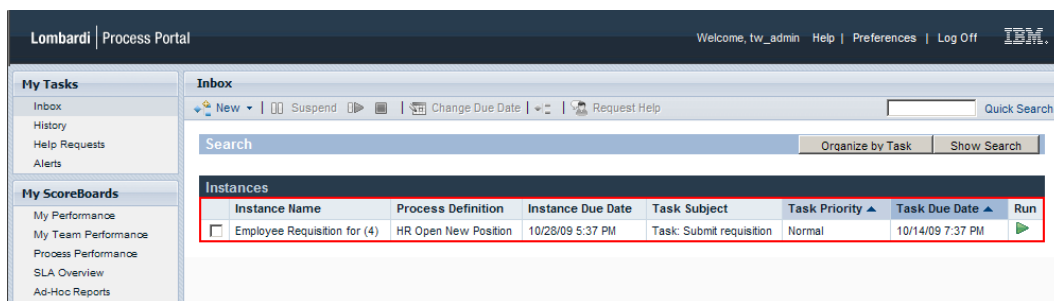 Lombardi | Process Portal
Welcome, tw_admin Help | Preferences | Log Off
IBM.
My Tasks
Inbox
History
Help Requests
Alerts
My ScoreBoards
My Performance
My Team Performance
Process Performance
SLA Overview
Ad-Hoc Reports
Inbox
New | Suspend | Change Due Date | Request Help
Quick Search
Search
Organize by Task Show Search
Instances
Instance Name Process Definition Instance Due Date Task Subject Task Priority Task Due Date Run
Employee Requisition for (4) HR Open New Position 10/28/09 5:37 PM Task: Submit requisition Normal 10/14/09 7:37 PM